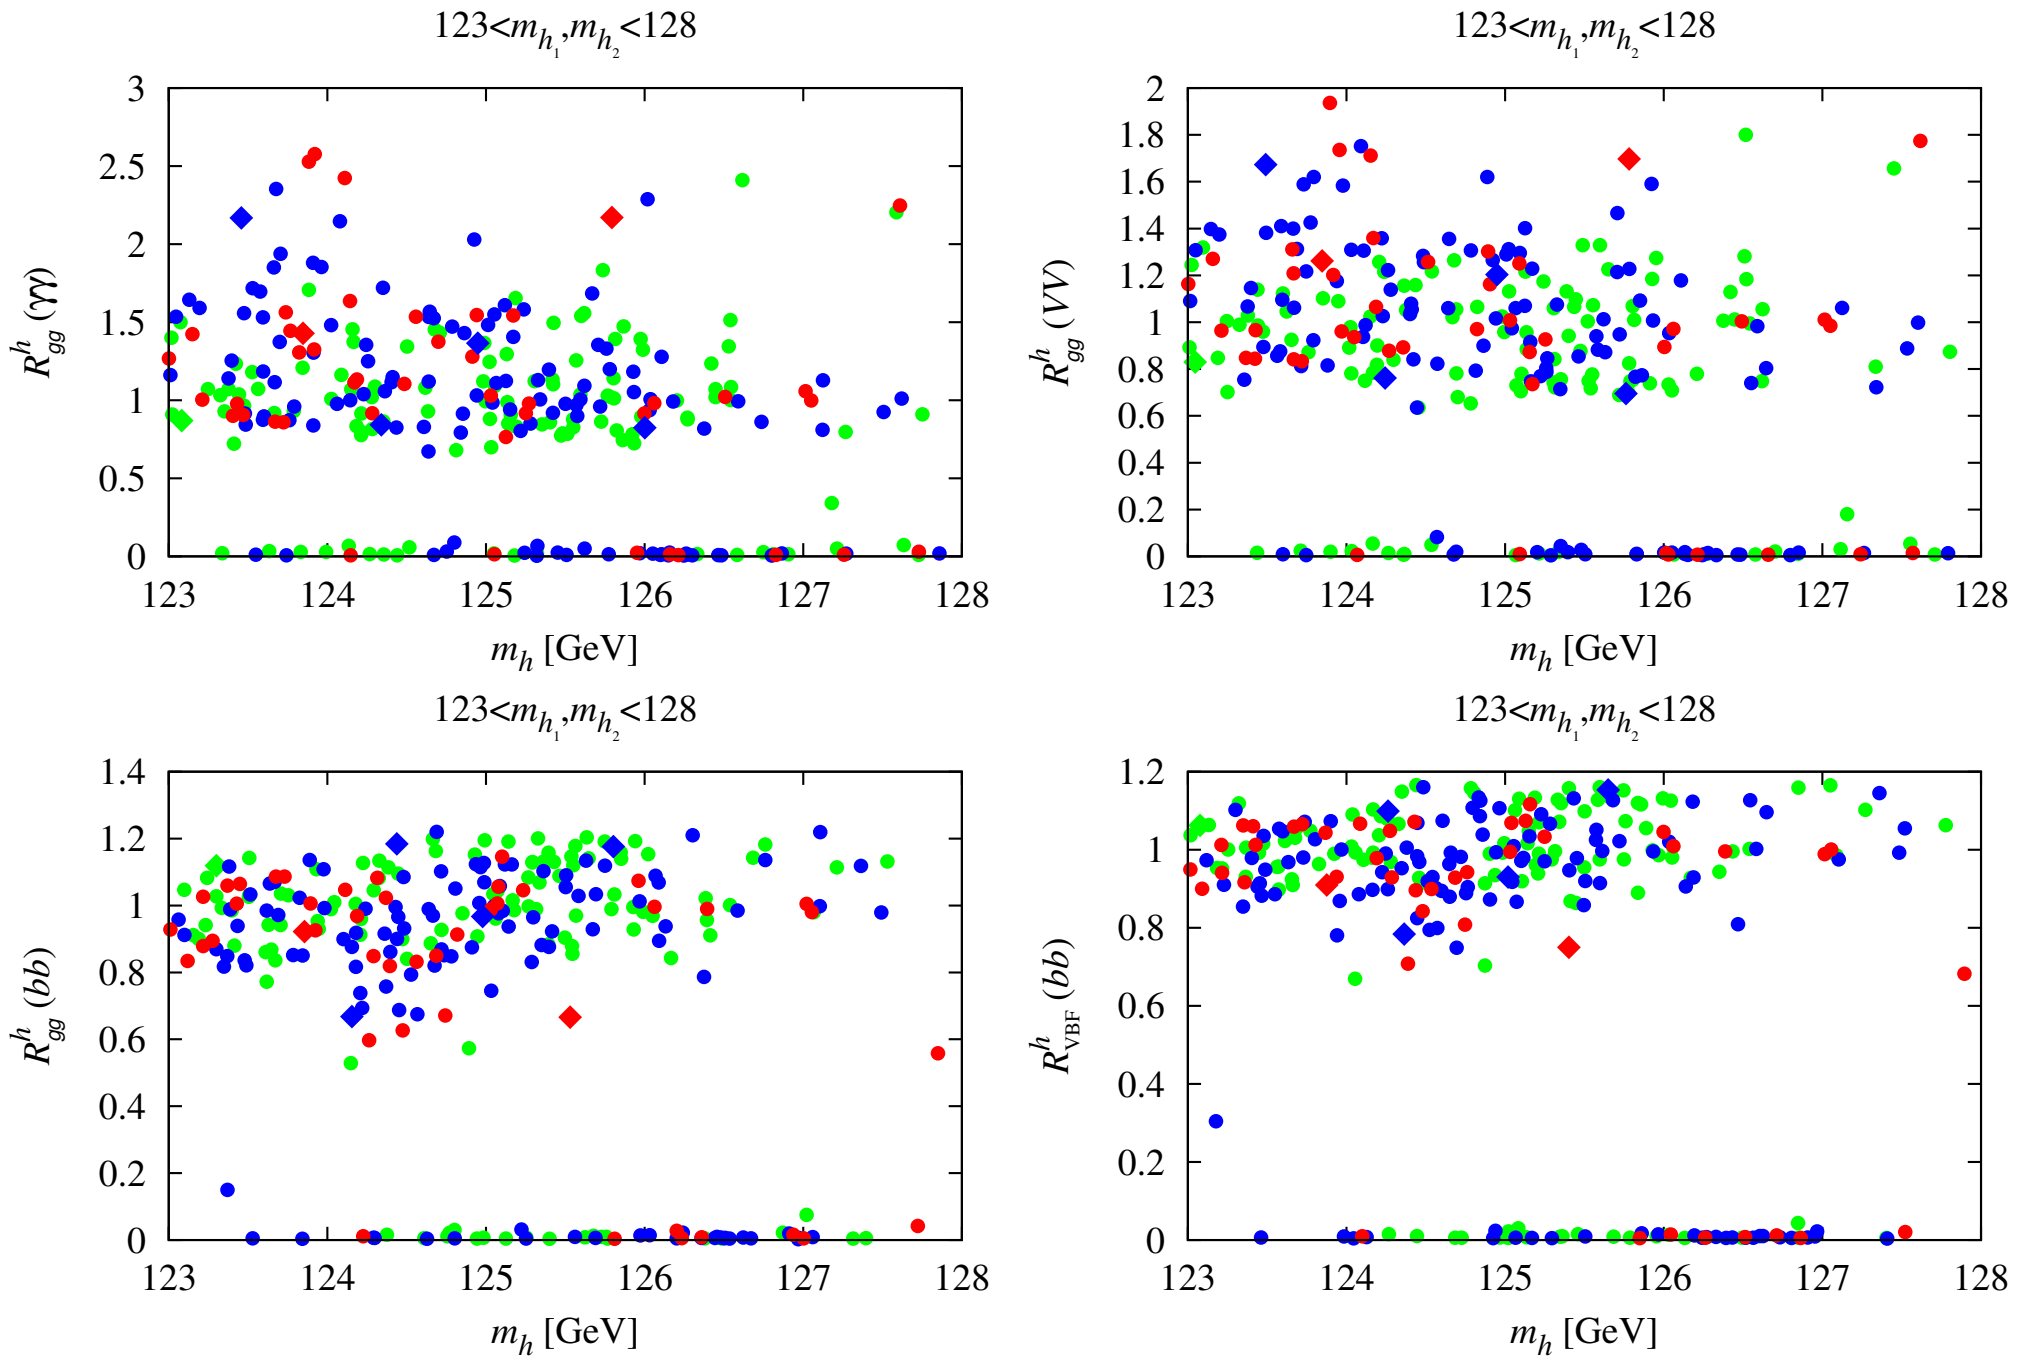 123<m_{h_1},m_{h_2}<128
R^h_{gg} (γγ)
3
2.5
2
1.5
1
0.5
0
123 124 125 126 127 128
m_h [GeV]
123<m_{h_1},m_{h_2}<128
R^h_{gg} (VV)
2
1.8
1.6
1.4
1.2
1
0.8
0.6
0.4
0.2
0
123 124 125 126 127 128
m_h [GeV]
123<m_{h_1},m_{h_2}<128
R^h_{gg} (bb)
1.4
1.2
1
0.8
0.6
0.4
0.2
0
123 124 125 126 127 128
m_h [GeV]
123<m_{h_1},m_{h_2}<128
R^h_{VBF} (bb)
1.2
1
0.8
0.6
0.4
0.2
0
123 124 125 126 127 128
m_h [GeV]